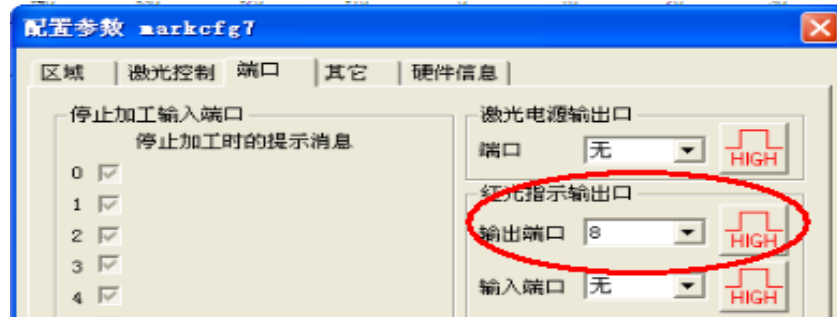 配置参数 markcfg7
区域 激光控制 端口 其它 硬件信息
停止加工输入端口
停止加工时的提示消息
0
1
2
3
4
激光电源输出口
端口 无 HIGH
红光指示输出口
输出端口 8 HIGH
输入端口 无 HIGH